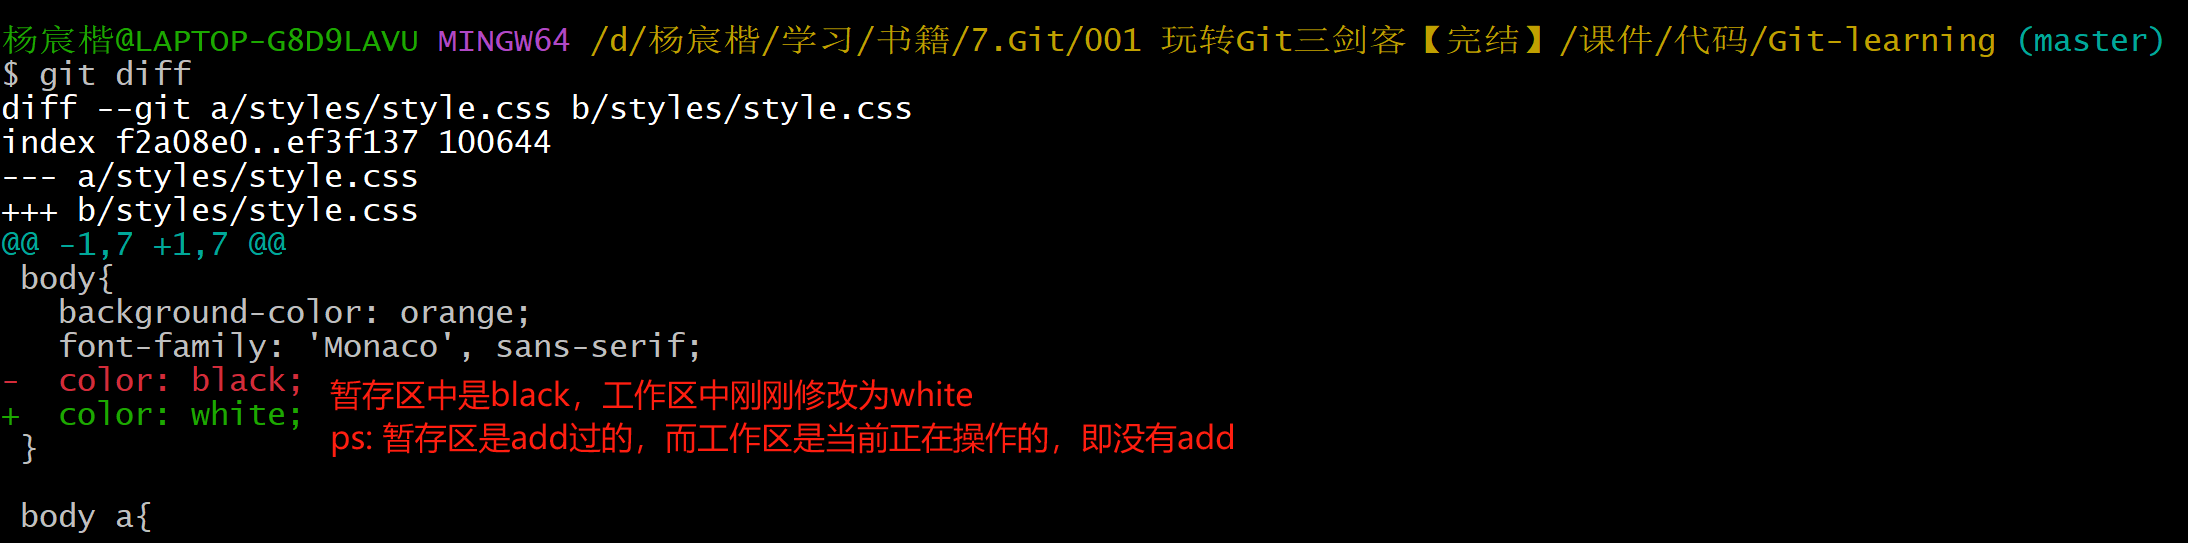 杨宸楷@LAPTOP-G8D9LAVU MINGW64 /d/杨宸楷/学习/书籍/7.Git/001 玩转Git三剑客【完结】/课件/代码/Git-learning (master)
$ git diff
diff --git a/styles/style.css b/styles/style.css
index f2a08e0..ef3f137 100644
--- a/styles/style.css
+++ b/styles/style.css
@@ -1,7 +1,7 @@
 body{
   background-color: orange;
   font-family: 'Monaco', sans-serif;
-  color: black;
暂存区中是black，工作区中刚刚修改为white
+  color: white;
ps: 暂存区是add过的，而工作区是当前正在操作的，即没有add
 }
 body a{